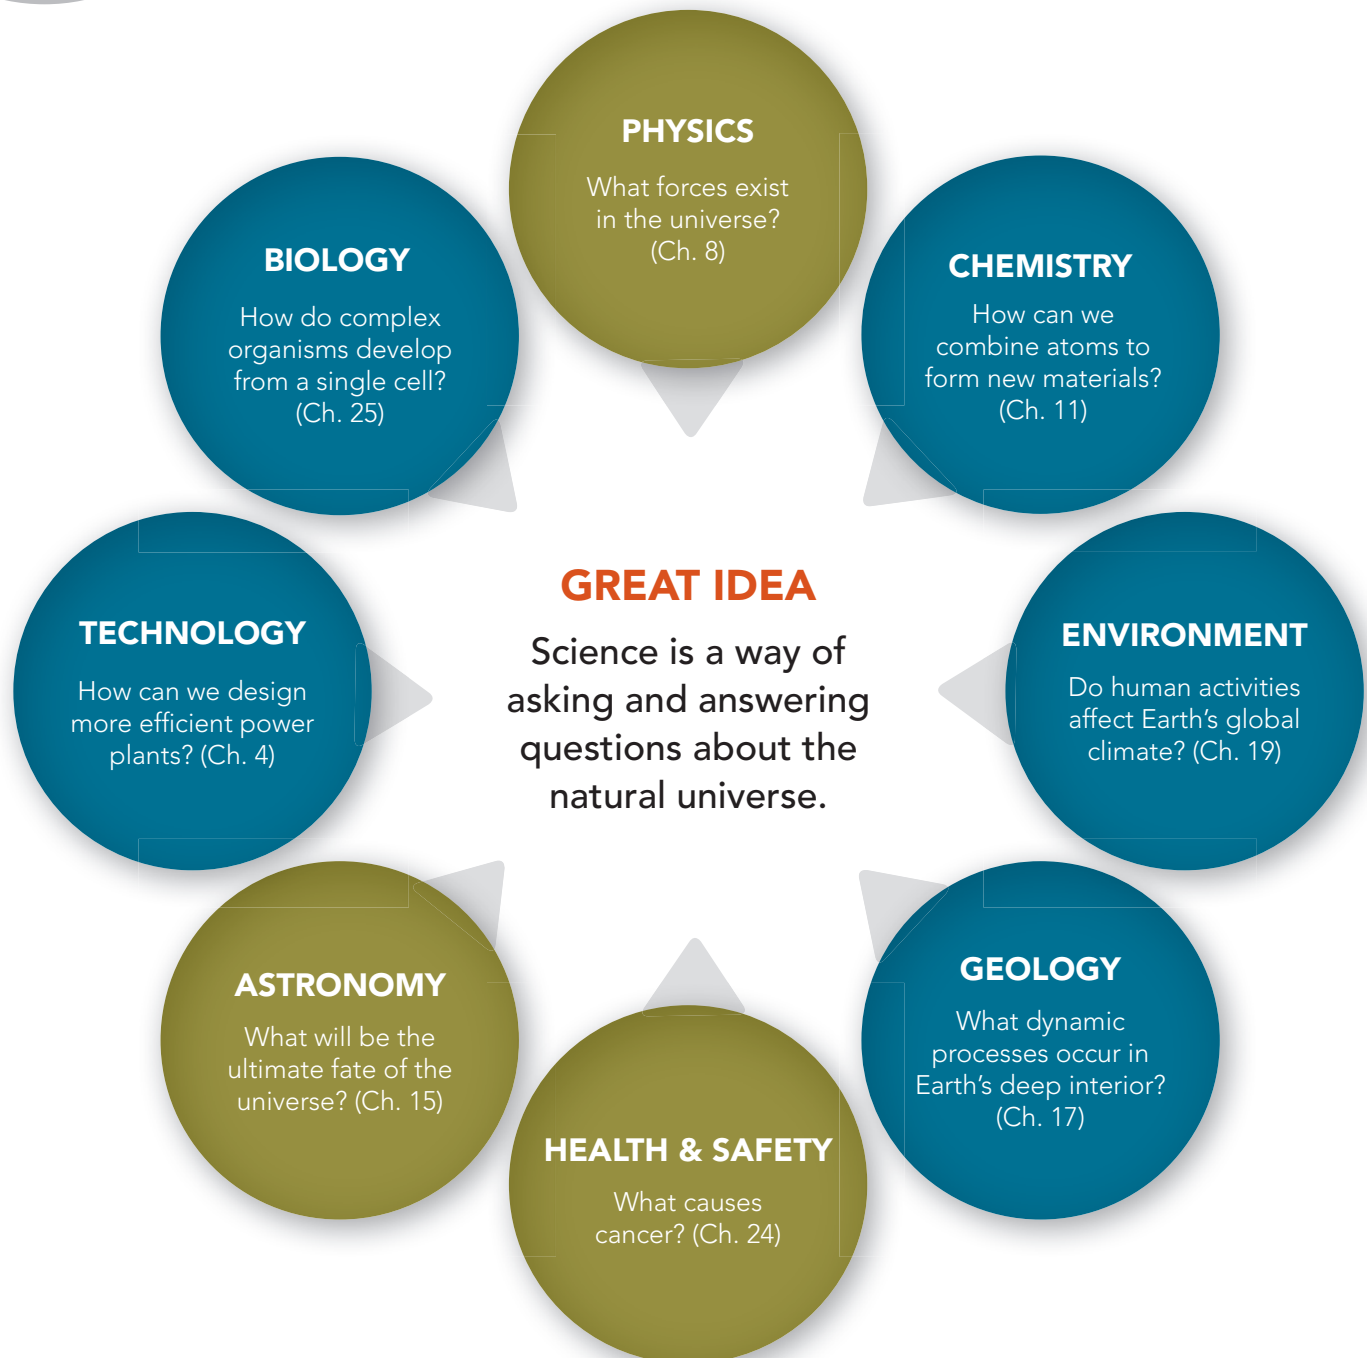 PHYSICS
What forces exist
in the universe?
(Ch. 8)
CHEMISTRY
How can we
combine atoms to
form new materials?
(Ch. 11)
ENVIRONMENT
Do human activities
affect Earth’s global
climate? (Ch. 19)
GEOLOGY
What dynamic
processes occur in
Earth’s deep interior?
(Ch. 17)
HEALTH & SAFETY
What causes
cancer? (Ch. 24)
ASTRONOMY
What will be the
ultimate fate of the
universe? (Ch. 15)
TECHNOLOGY
How can we design
more efficient power
plants? (Ch. 4)
BIOLOGY
How do complex
organisms develop
from a single cell?
(Ch. 25)
GREAT IDEA
Science is a way of
asking and answering
questions about the
natural universe.